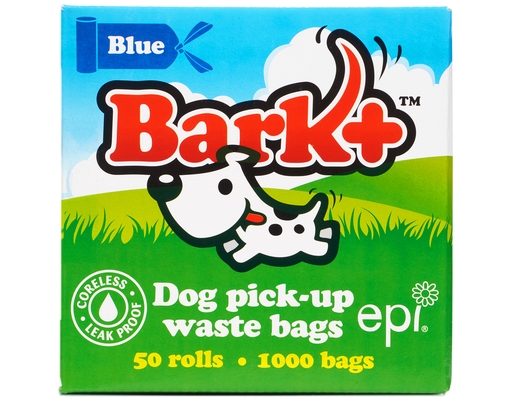 Blue
Bark+™
CORELESS •
LEAK PROOF
Dog pick-up
waste bags
epi®
50 rolls • 1000 bags